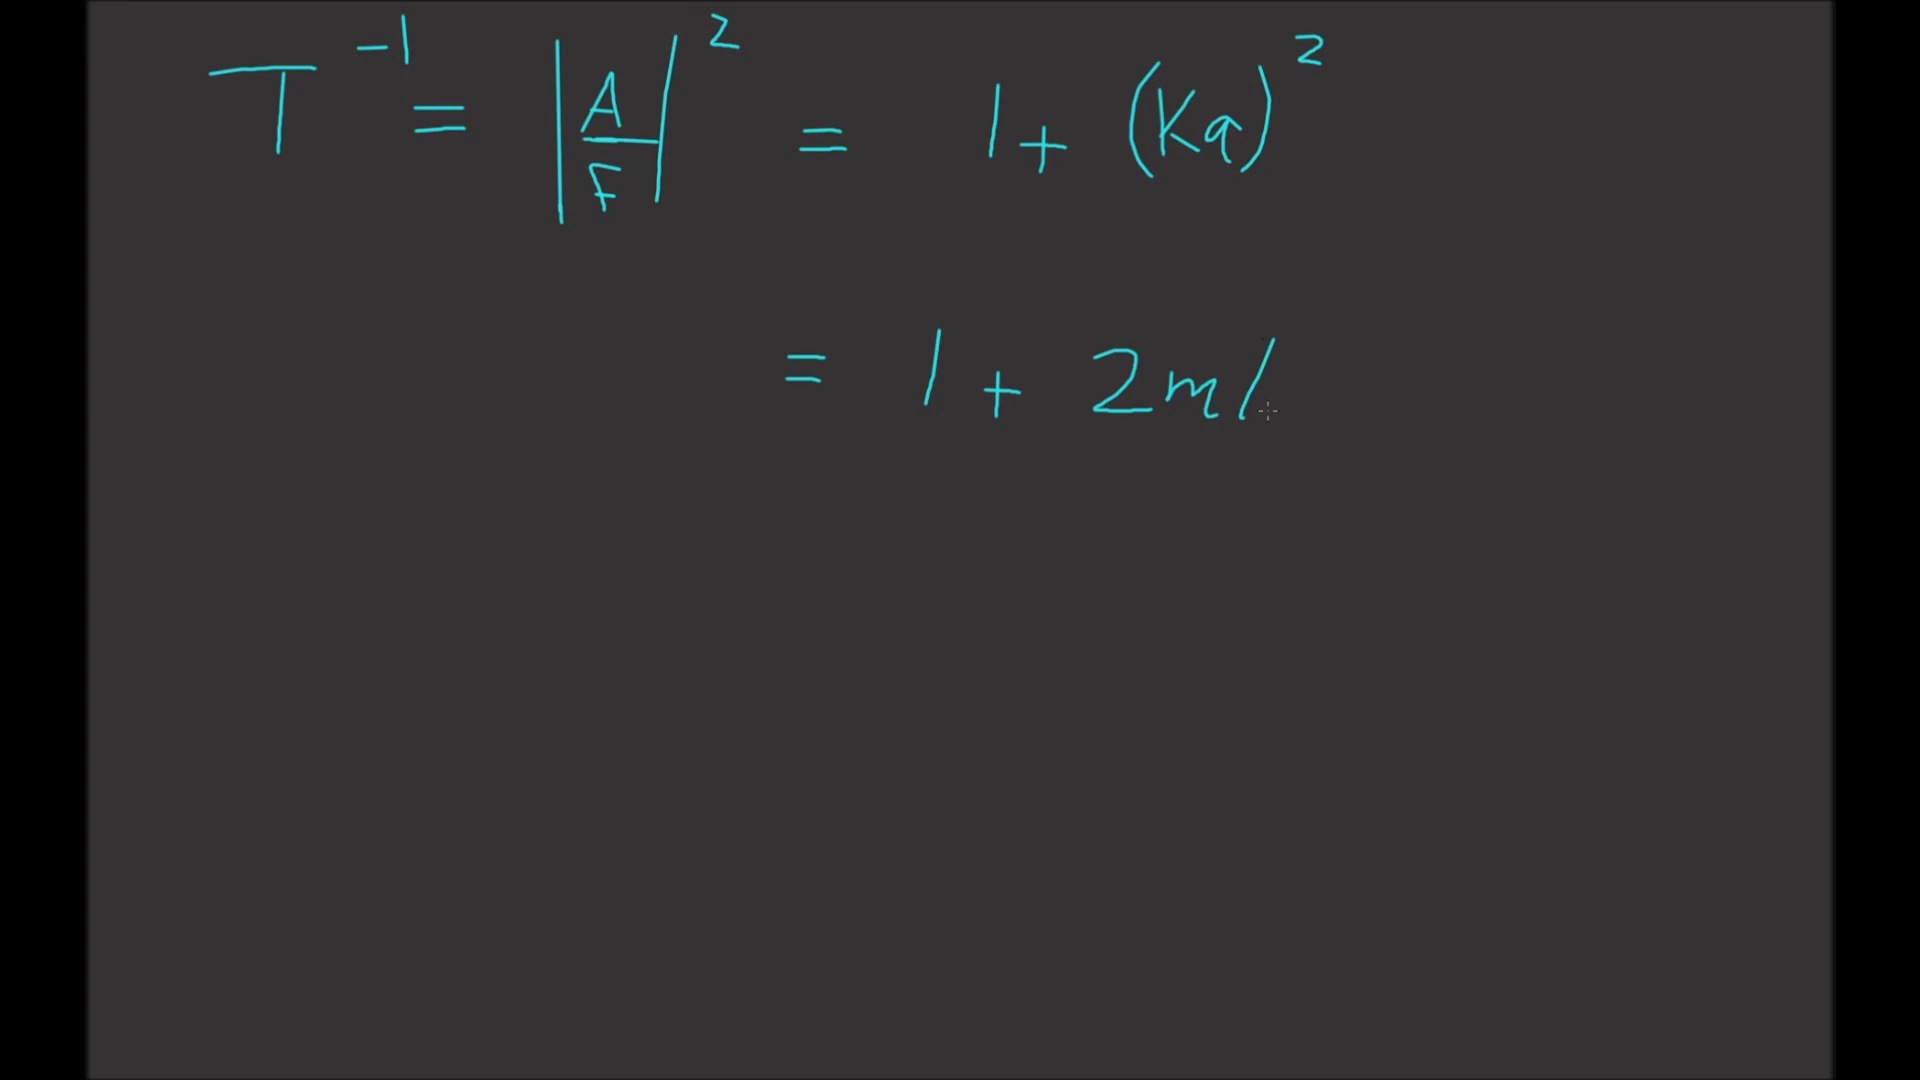 T⁻¹ = |A/F|² = 1 + (Ka)²
= 1 + 2m/